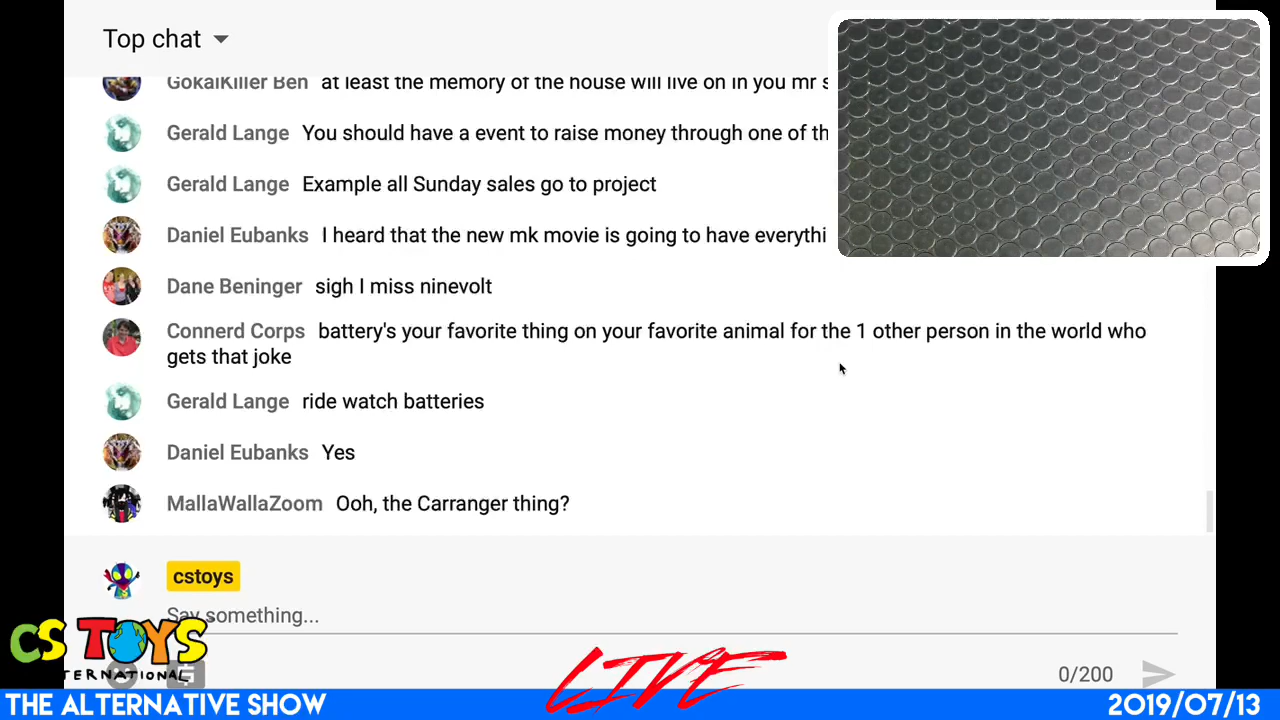 Top chat
GokaiKiller Ben at least the memory of the house will live on in you mr s
Gerald Lange You should have a event to raise money through one of th
Gerald Lange Example all Sunday sales go to project
Daniel Eubanks I heard that the new mk movie is going to have everythi
Dane Beninger sigh I miss ninevolt
Connerd Corps battery's your favorite thing on your favorite animal for the 1 other person in the world who
gets that joke
Gerald Lange ride watch batteries
Daniel Eubanks Yes
MallaWallaZoom Ooh, the Carranger thing?
cstoys
Say something...
CS TOYS
TERNATIONAL
LIVE
0/200
THE ALTERNATIVE SHOW
2019/07/13